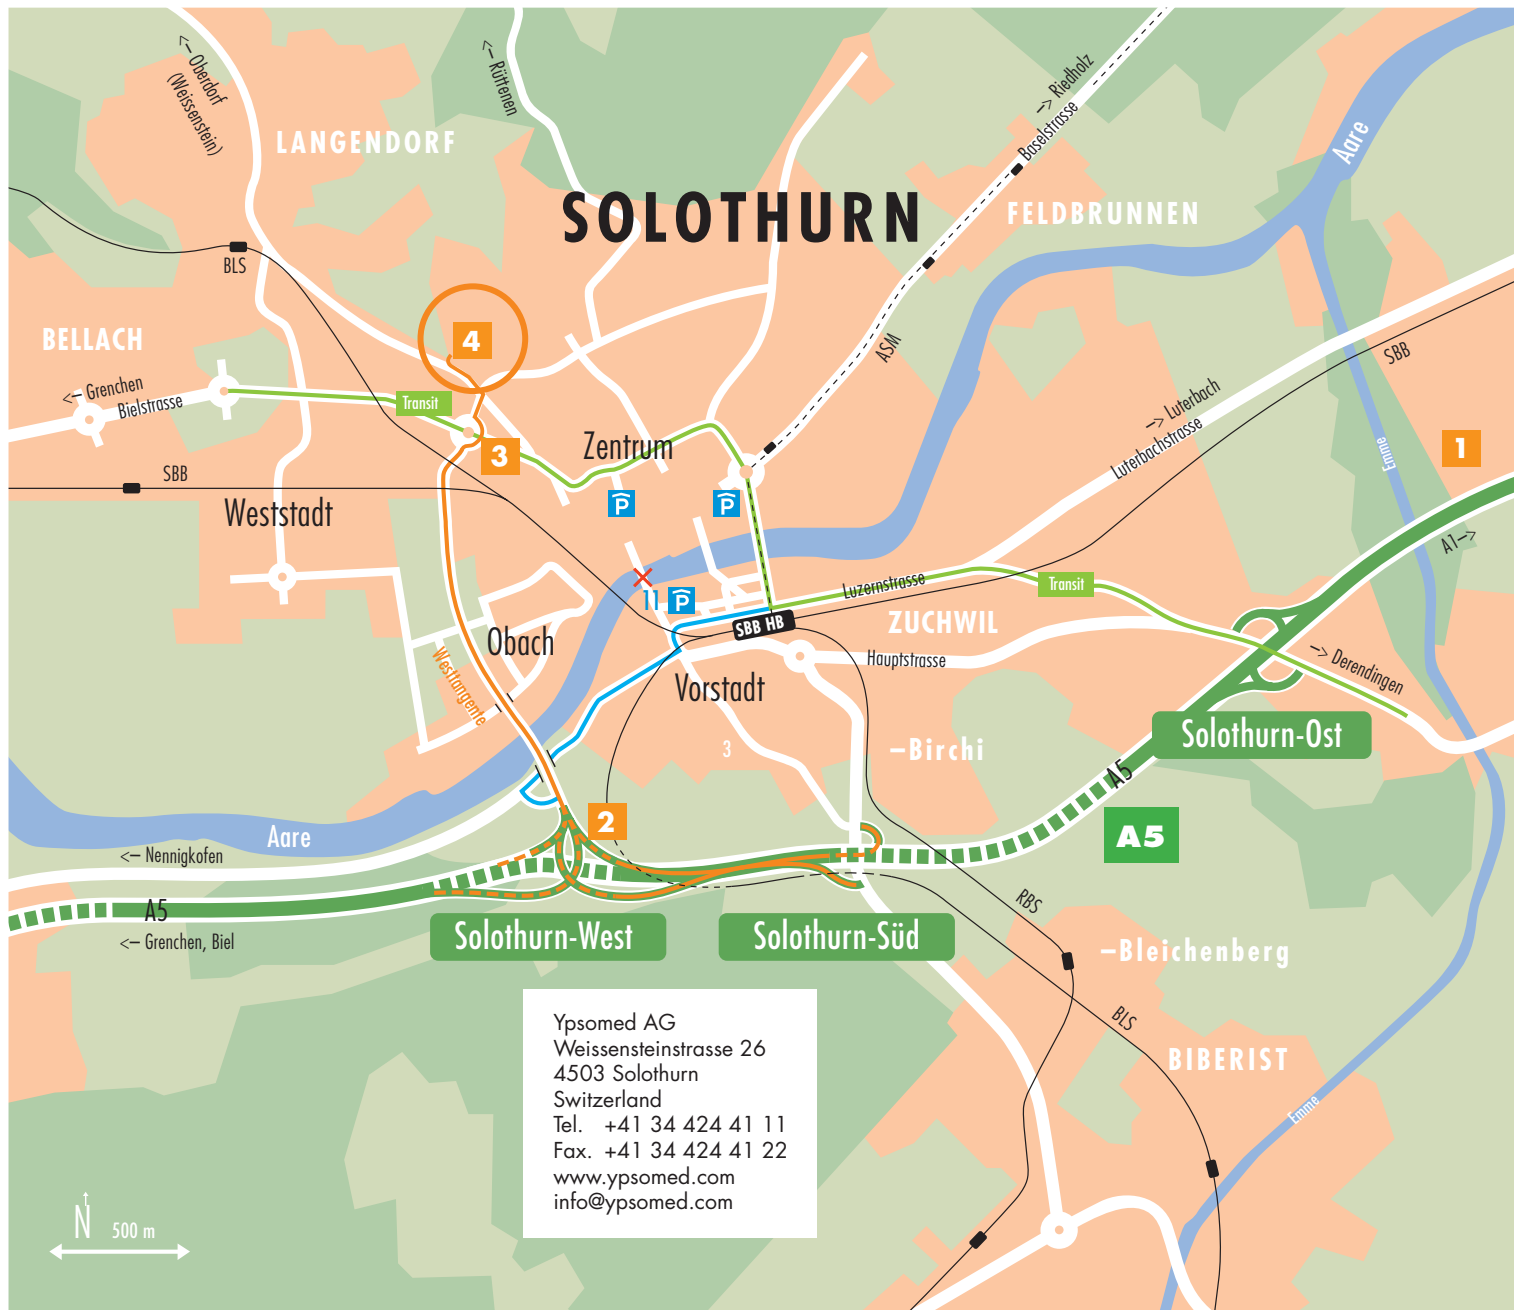 <– Oberdorf
(Weissenstein)
<– Rüttenen
–> Riedholz
Baselstrasse
Aare
LANGENDORF
SOLOTHURN
FELDBRUNNEN
BLS
BELLACH
4
ASM
SBB
<– Grenchen
Bielstrasse
Transit
–> Luterbach
Luterbachstrasse
Zentrum
3
Emme
1
SBB
Weststadt
P
P
A1–>
11 P
Luzernstrasse
Transit
SBB HB
ZUCHWIL
Obach
Hauptstrasse
–> Derendingen
Westtangente
Vorstadt
Solothurn-Ost
3
–Birchi
A5
2
Aare
A5
<– Nennigkofen
A5
<– Grenchen, Biel
RBS
Solothurn-West
Solothurn-Süd
–Bleichenberg
BLS
BIBERIST
Emme
Ypsomed AG
Weissensteinstrasse 26
4503 Solothurn
Switzerland
Tel. +41 34 424 41 11
Fax. +41 34 424 41 22
www.ypsomed.com
info@ypsomed.com
N
500 m